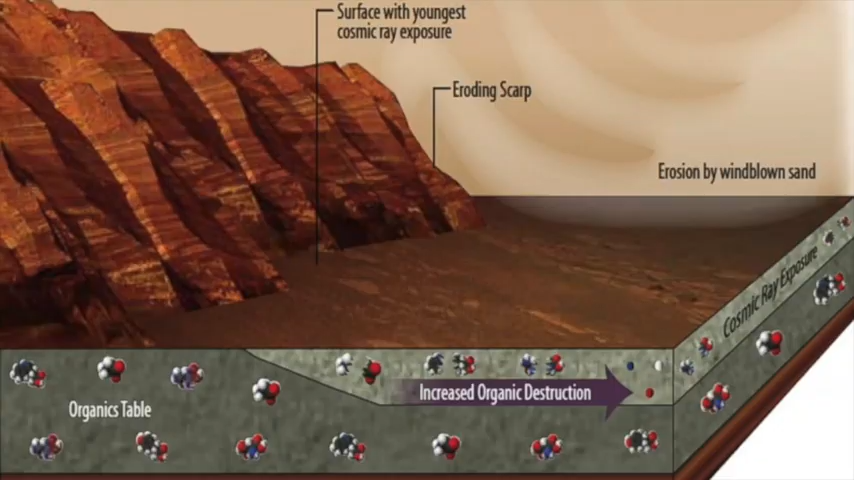 Surface with youngest
cosmic ray exposure
Eroding Scarp
Erosion by windblown sand
Cosmic Ray Exposure
Increased Organic Destruction
Organics Table